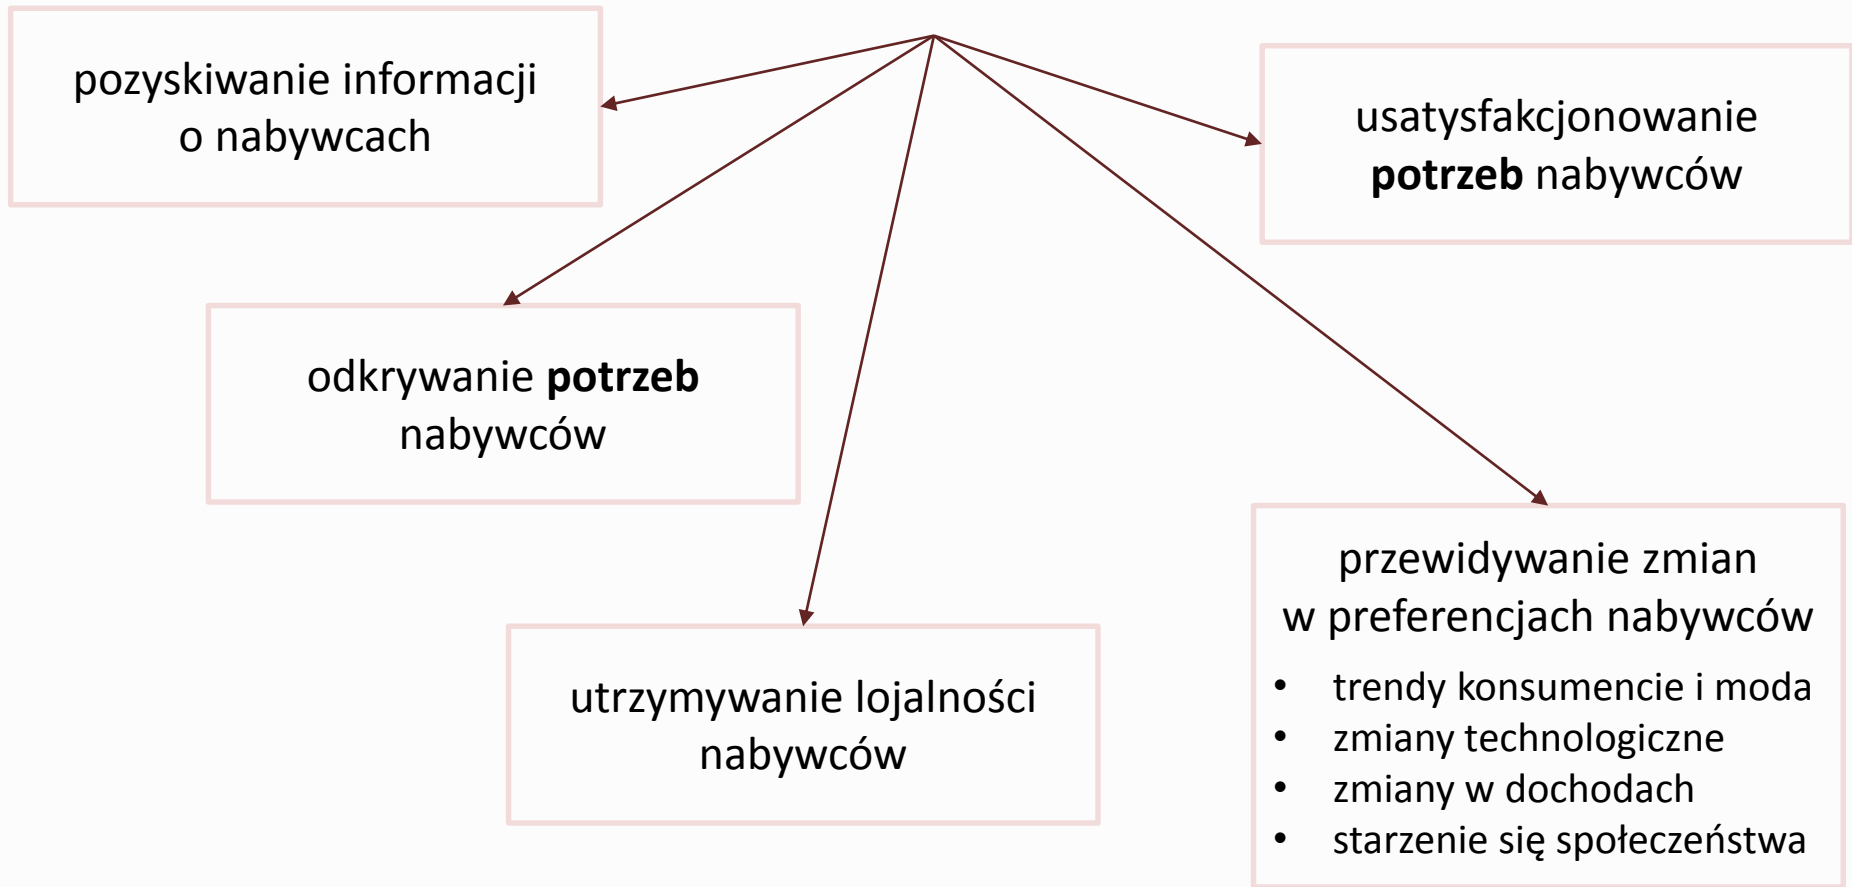 pozyskiwanie informacji
o nabywcach
usatysfakcjonowanie
potrzeb nabywców
odkrywanie potrzeb
nabywców
utrzymywanie lojalności
nabywców
przewidywanie zmian
w preferencjach nabywców
• trendy konsumencie i moda
• zmiany technologiczne
• zmiany w dochodach
• starzenie się społeczeństwa